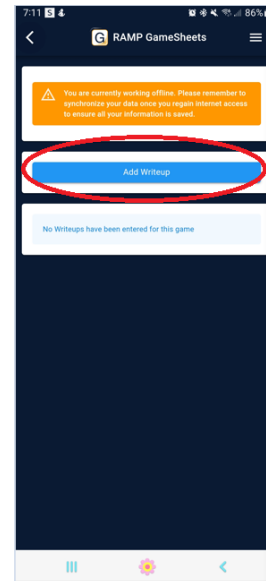 7:11 S 86%
G RAMP GameSheets
You are currently working offline. Please remember to
synchronize your data once you regain internet access
to ensure all your information is saved.
Add Writeup
No Writeups have been entered for this game